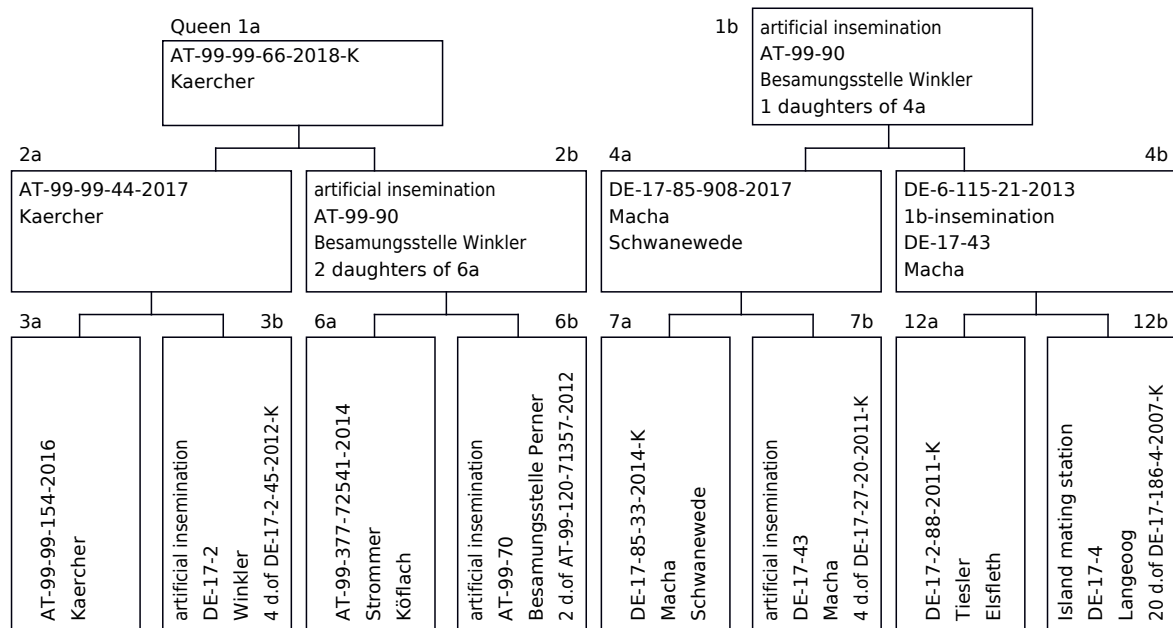 Queen 1a
AT-99-99-66-2018-K
Kaercher
1b
artificial insemination
AT-99-90
Besamungsstelle Winkler
1 daughters of 4a
2a
AT-99-99-44-2017
Kaercher
2b
artificial insemination
AT-99-90
Besamungsstelle Winkler
2 daughters of 6a
4a
DE-17-85-908-2017
Macha
Schwanewede
4b
DE-6-115-21-2013
1b-insemination
DE-17-43
Macha
3a
AT-99-99-154-2016
Kaercher
3b
artificial insemination
DE-17-2
Winkler
4 d.of DE-17-2-45-2012-K
6a
AT-99-377-72541-2014
Strommer
Köflach
6b
artificial insemination
AT-99-70
Besamungsstelle Perner
2 d.of AT-99-120-71357-2012
7a
DE-17-85-33-2014-K
Macha
Schwanewede
7b
artificial insemination
DE-17-43
Macha
4 d.of DE-17-27-20-2011-K
12a
DE-17-2-88-2011-K
Tiesler
Elsfleth
12b
Island mating station
DE-17-4
Langeoog
20 d.of DE-17-186-4-2007-K